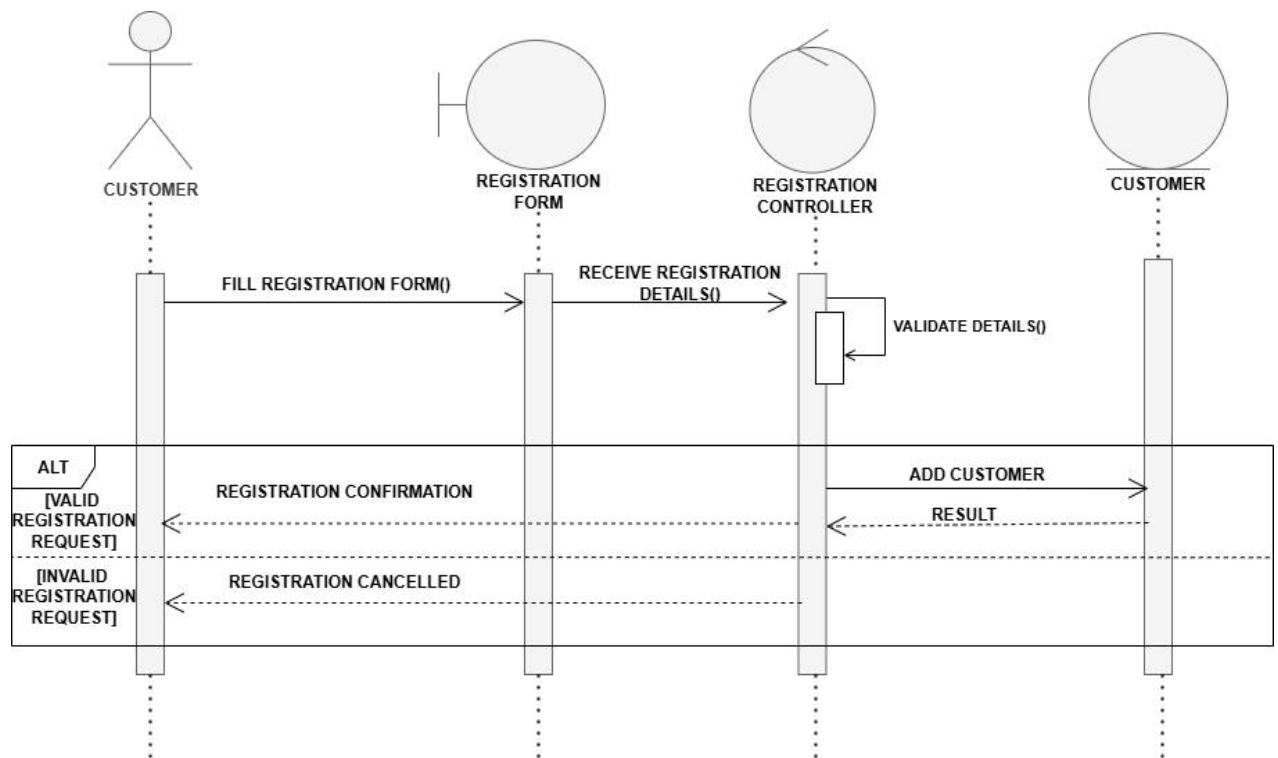 CUSTOMER
REGISTRATION
FORM
REGISTRATION
CONTROLLER
CUSTOMER
FILL REGISTRATION FORM()
RECEIVE REGISTRATION
DETAILS()
VALIDATE DETAILS()
ALT
[VALID
REGISTRATION
REQUEST]
REGISTRATION CONFIRMATION
ADD CUSTOMER
RESULT
[INVALID
REGISTRATION
REQUEST]
REGISTRATION CANCELLED